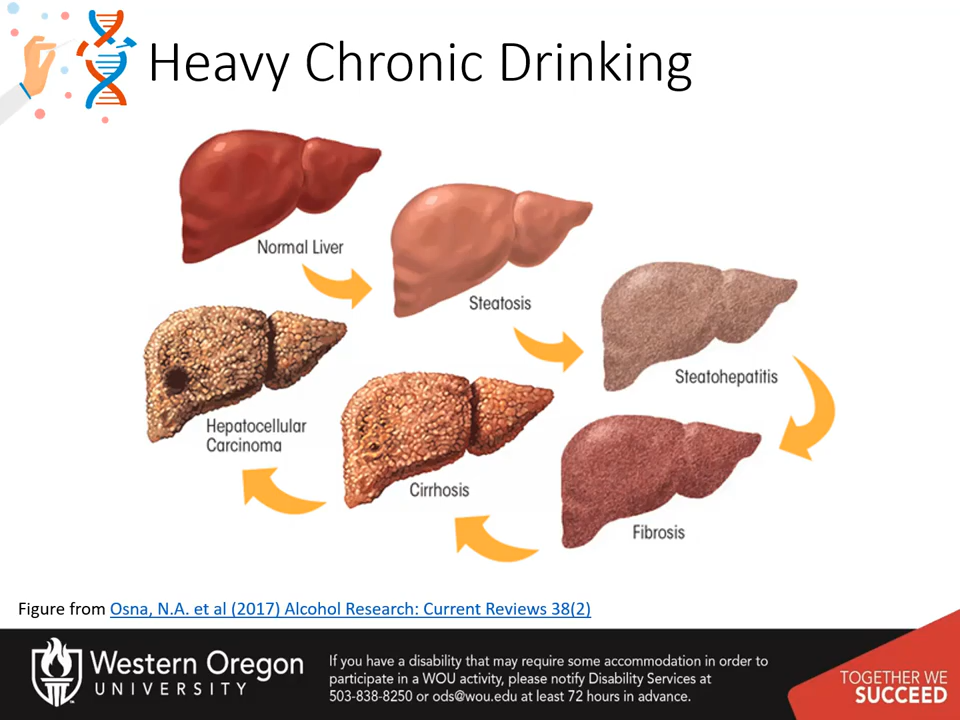 Heavy Chronic Drinking
Normal Liver
Steatosis
Steatohepatitis
Hepatocellular
Carcinoma
Cirrhosis
Fibrosis
Figure from Osna, N.A. et al (2017) Alcohol Research: Current Reviews 38(2)
Western Oregon
UNIVERSITY
If you have a disability that may require some accommodation in order to
participate in a WOU activity, please notify Disability Services at
503-838-8250 or ods@wou.edu at least 72 hours in advance.
TOGETHER WE
SUCCEED